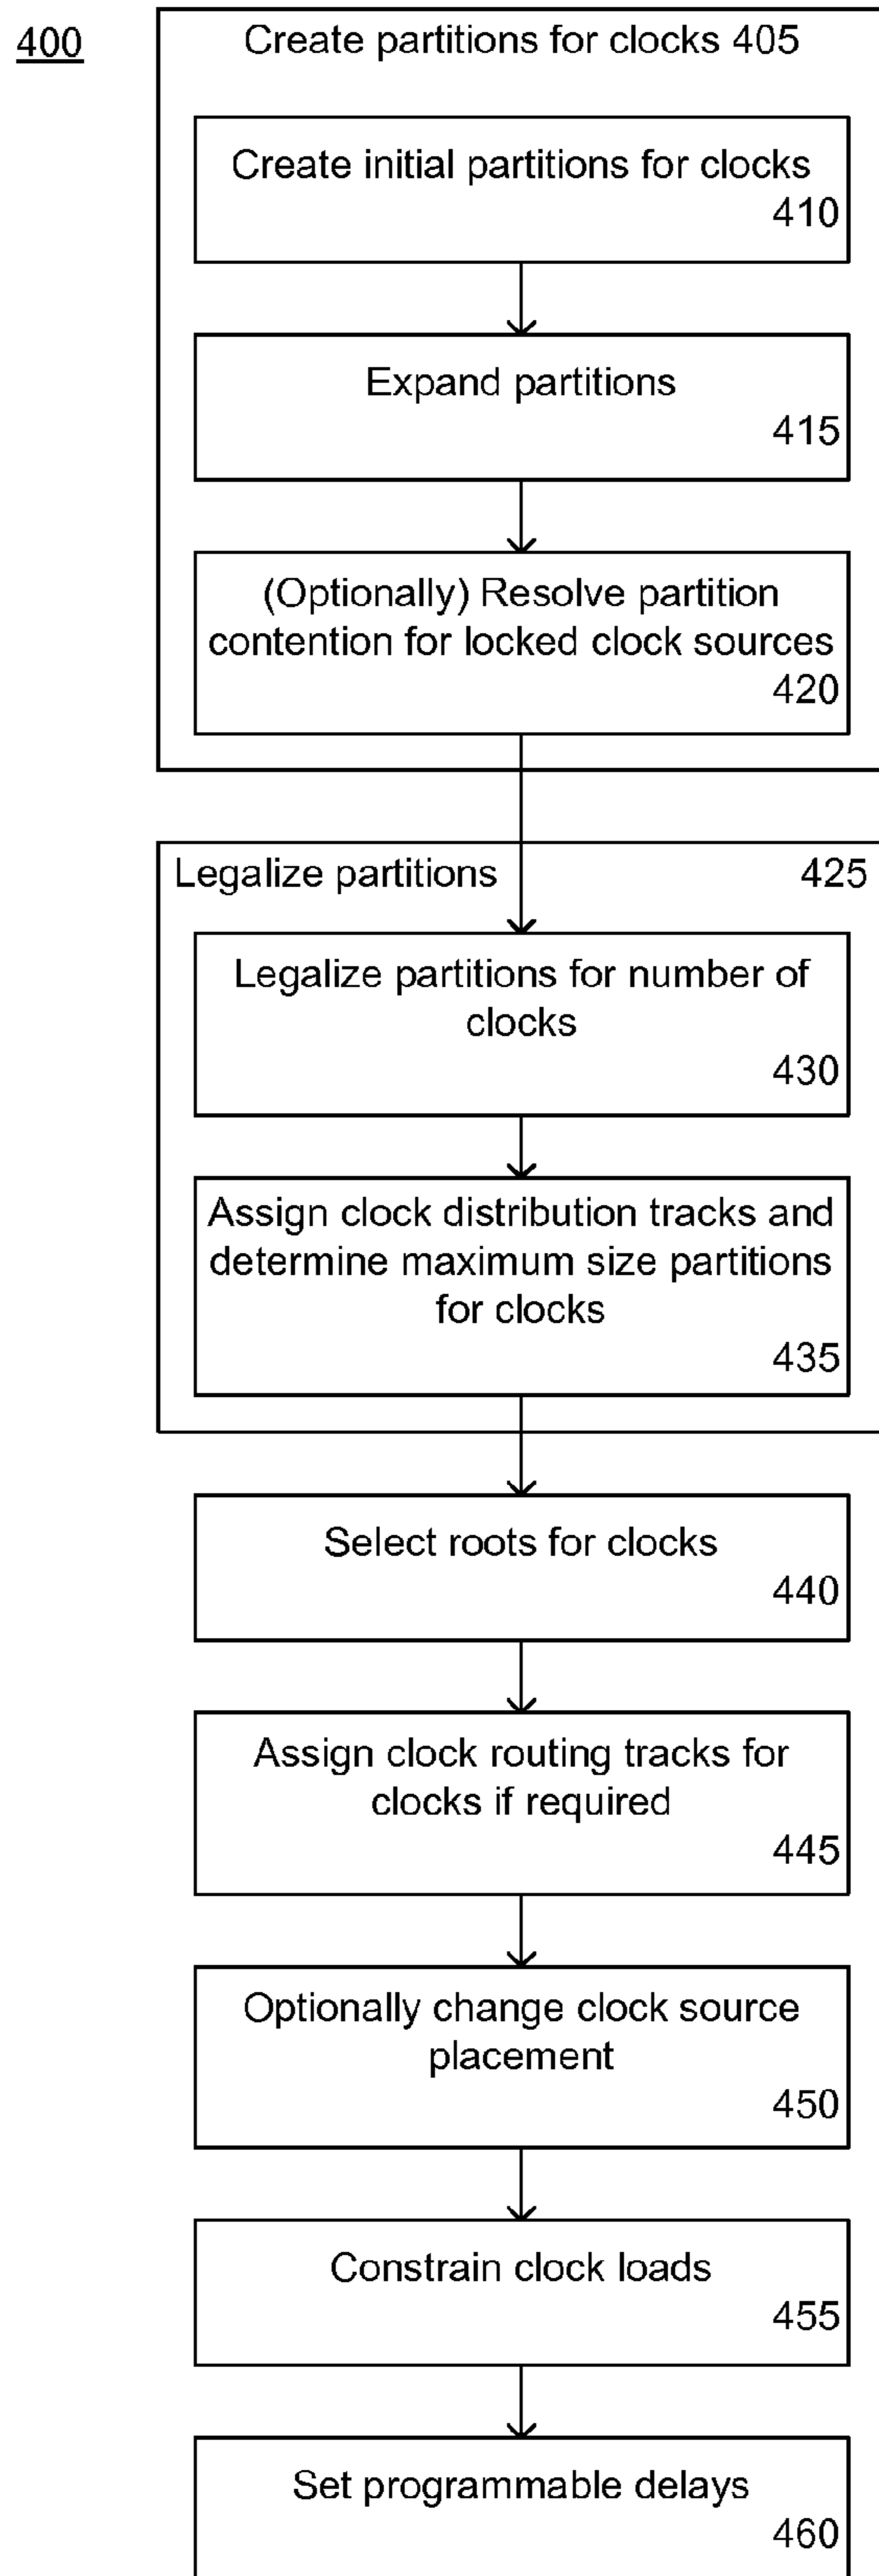 400
Create partitions for clocks 405
Create initial partitions for clocks
410
Expand partitions
415
(Optionally) Resolve partition
contention for locked clock sources
420
Legalize partitions 425
Legalize partitions for number of
clocks
430
Assign clock distribution tracks and
determine maximum size partitions
for clocks
435
Select roots for clocks
440
Assign clock routing tracks for
clocks if required
445
Optionally change clock source
placement
450
Constrain clock loads
455
Set programmable delays
460